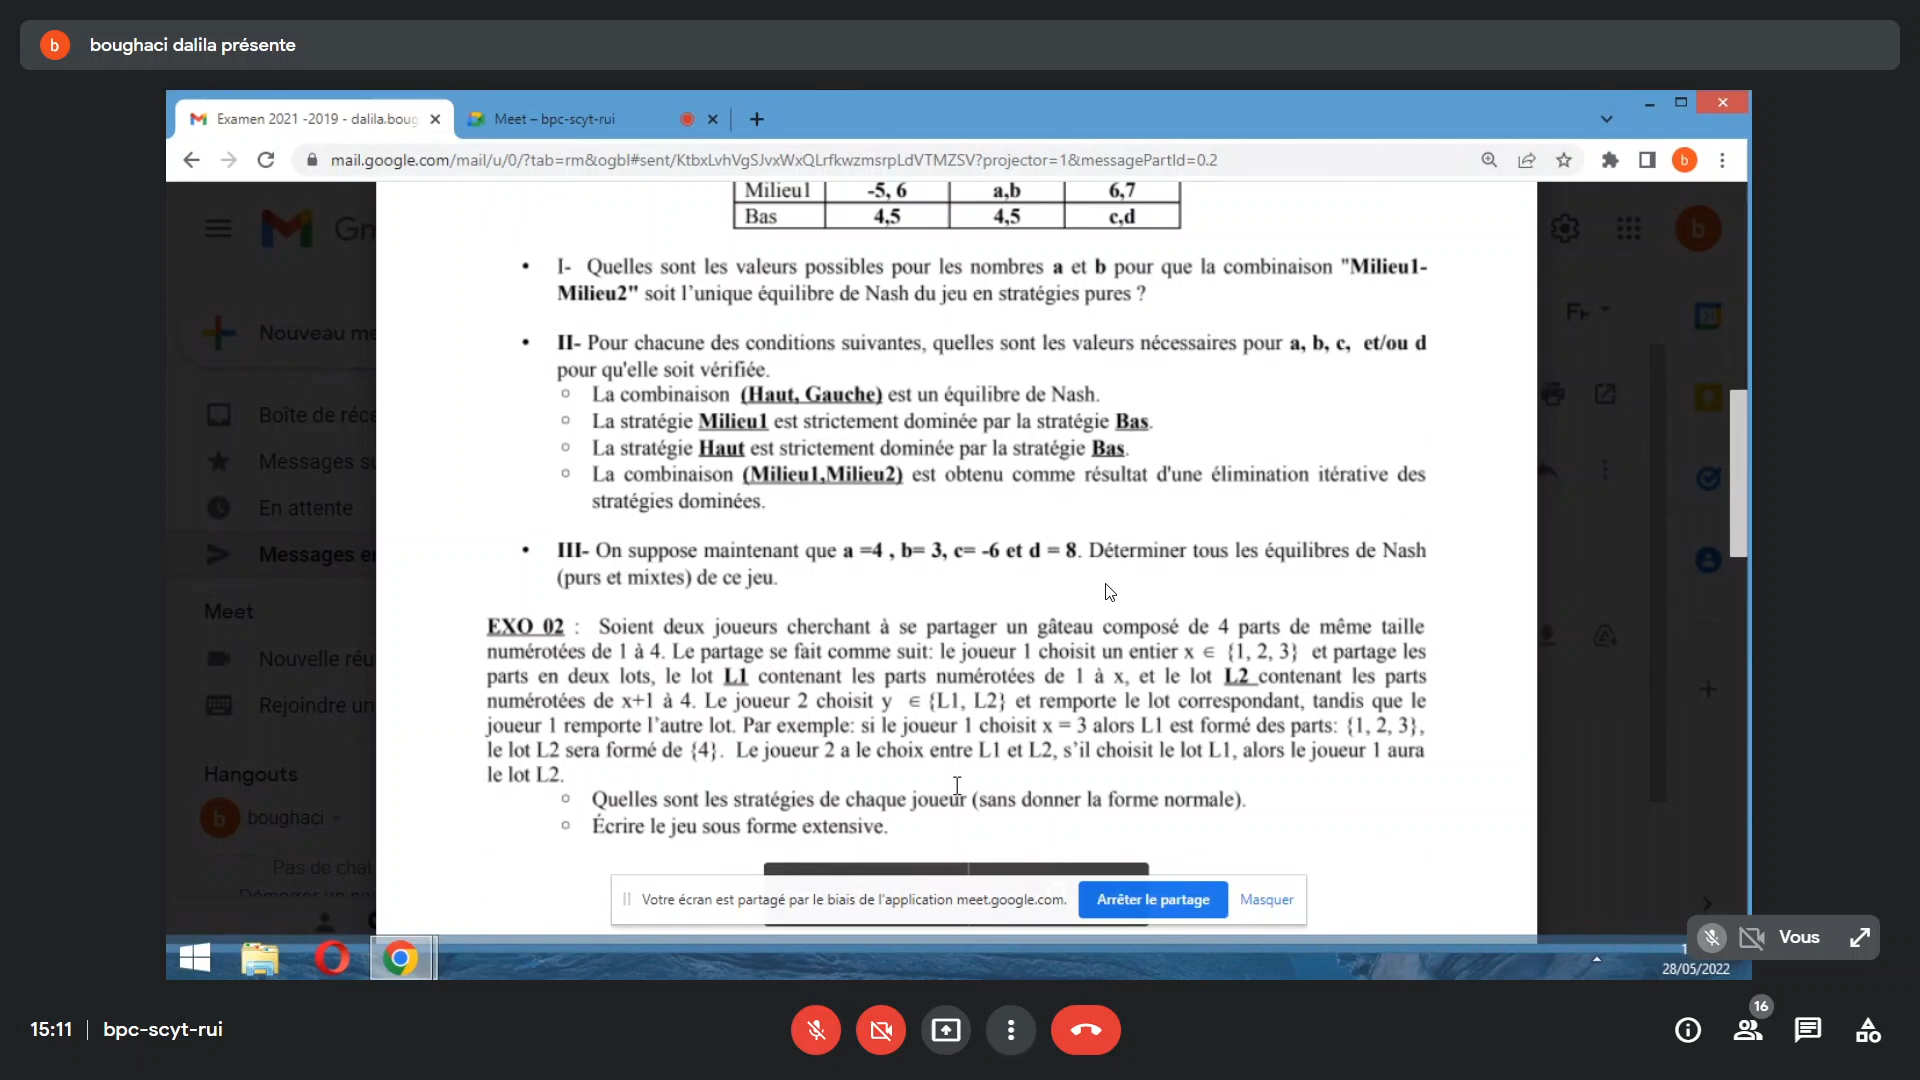 b boughaci dalila présente
Examen 2021 -2019 - dalila.boug
Meet – bpc-scyt-rui
mail.google.com/mail/u/0/?tab=rm&ogbl#sent/KtbxLvhVgSJvxWxQLrfkwzmsrpLdVTMZSV?projector=1&messagePartId=0.2
b
Milieu1 -5, 6 a,b 6,7
Bas 4,5 4,5 c,d
Gm
b
• I- Quelles sont les valeurs possibles pour les nombres a et b pour que la combinaison "Milieu1-
Milieu2" soit l’unique équilibre de Nash du jeu en stratégies pures ?
Nouveau me
• II- Pour chacune des conditions suivantes, quelles sont les valeurs nécessaires pour a, b, c, et/ou d
pour qu'elle soit vérifiée.
○ La combinaison (Haut, Gauche) est un équilibre de Nash.
○ La stratégie Milieu1 est strictement dominée par la stratégie Bas.
○ La stratégie Haut est strictement dominée par la stratégie Bas.
○ La combinaison (Milieu1,Milieu2) est obtenu comme résultat d'une élimination itérative des
stratégies dominées.
Boîte de réce
Messages su
En attente
Messages en
• III- On suppose maintenant que a =4 , b= 3, c= -6 et d = 8. Déterminer tous les équilibres de Nash
(purs et mixtes) de ce jeu.
Meet
Nouvelle réu
Rejoindre un
EXO 02 : Soient deux joueurs cherchant à se partager un gâteau composé de 4 parts de même taille
numérotées de 1 à 4. Le partage se fait comme suit: le joueur 1 choisit un entier x ∈ {1, 2, 3} et partage les
parts en deux lots, le lot L1 contenant les parts numérotées de 1 à x, et le lot L2 contenant les parts
numérotées de x+1 à 4. Le joueur 2 choisit y ∈ {L1, L2} et remporte le lot correspondant, tandis que le
joueur 1 remporte l’autre lot. Par exemple: si le joueur 1 choisit x = 3 alors L1 est formé des parts: {1, 2, 3},
le lot L2 sera formé de {4}. Le joueur 2 a le choix entre L1 et L2, s’il choisit le lot L1, alors le joueur 1 aura
le lot L2.
○ Quelles sont les stratégies de chaque joueur (sans donner la forme normale).
○ Écrire le jeu sous forme extensive.
Hangouts
b boughaci
Pas de chat
Votre écran est partagé par le biais de l'application meet.google.com.
Arrêter le partage
Masquer
Vous
28/05/2022
15:11 | bpc-scyt-rui
16